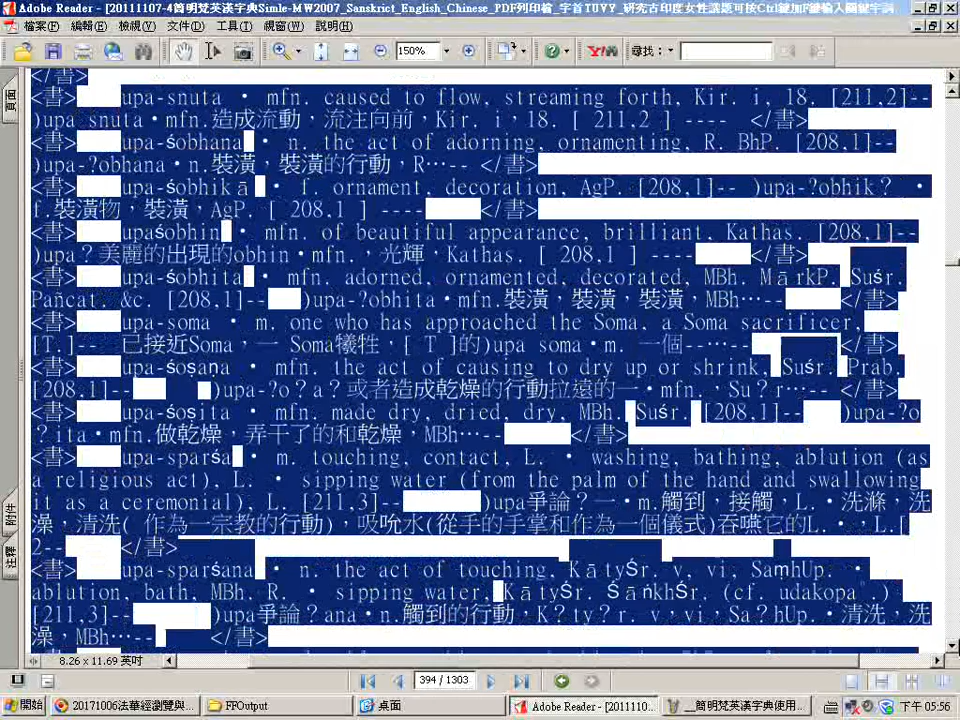 Adobe Reader - [20111107-4簡明梵英漢字典Simle-MW2007_Sanskrict_English_Chinese_PDF列印檔_字首TUVY_研究古印度女性議題可按Ctrl鍵加F鍵輸入關鍵字詞
檔案(F) 編輯(E) 檢視(V) 文件(D) 工具(T) 視窗(W) 說明(H)
150% Y! 尋找：
頁面
附件
註釋
</書>
<書> upa-snuta • mfn. caused to flow, streaming forth, Kir. i, 18. [211,2]--
)upa snuta•mfn.造成流動，流注向前，Kir. i，18. [ 211,2 ] ---- </書>
<書> upa-śobhana • n. the act of adorning, ornamenting, R. BhP. [208,1]--
)upa-?obhana•n.裝潢，裝潢的行動，R…-- </書>
<書> upa-śobhikā • f. ornament, decoration, AgP. [208,1]-- )upa-?obhik？ •
f.裝潢物，裝潢，AgP. [ 208,1 ] ---- </書>
<書> upaśobhin • mfn. of beautiful appearance, brilliant, Kathas. [208,1]--
)upa？美麗的出現的obhin•mfn.，光輝，Kathas. [ 208,1 ] ---- </書>
<書> upa-śobhita • mfn. adorned, ornamented, decorated, MBh. MārkP. Suśr.
Pañcat. &c. [208,1]-- )upa-?obhita•mfn.裝潢，裝潢，裝潢，MBh…-- </書>
<書> upa-soma • m. one who has approached the Soma, a Soma sacrificer,
[T.]-- 已接近Soma，一 Soma犧牲，[ T ]的)upa soma•m. 一個--…-- </書>
<書> upa-śoṣaṇa • m. the act of causing to dry up or shrink, Suśr. Prab.
[208,1]-- )upa-?o？a？或者造成乾燥的行動拉遠的一•mfn.，Su？r…-- </書>
<書> upa-śoṣita • mfn. made dry, dried, dry, MBh. Suśr. [208,1]-- )upa-?o
？ita•mfn.做乾燥，弄干了的和乾燥，MBh…-- </書>
<書> upa-sparśa • m. touching, contact, L. • washing, bathing, ablution (as
a religious act), L. • sipping water (from the palm of the hand and swallowing
it as a ceremonial), L. [211,3]-- )upa爭論？一•m.觸到，接觸，L.•洗滌，洗
澡，清洗( 作為一宗教的行動)，吸吮水(從手的手掌和作為一個儀式)吞嚥它的L.•，L.[
2-- </書>
<書> upa-sparśana • n. the act of touching, KātyŚr. v, vi, SaṃhUp. •
ablution, bath, MBh. R. • sipping water, KātyŚr. ŚāṅkhŚr. (cf. udakopa°.)
[211,3]-- )upa爭論？ana•n.觸到的行動，K？ty？r. v，vi，Sa？hUp.•清洗，洗
澡，MBh…-- </書>
8.26 x 11.69 英吋
394 / 1303
開始 20171006法華經瀏覽與... FFOutput 桌面 Adobe Reader - [201110... __簡明梵英漢字典使用... 下午 05:56